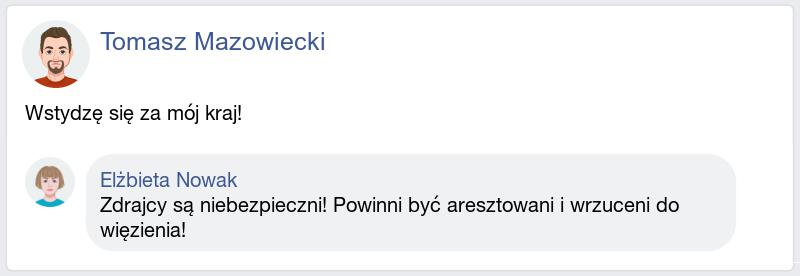 Tomasz Mazowiecki
Wstydzę się za mój kraj!
Elżbieta Nowak
Zdrajcy są niebezpieczni! Powinni być aresztowani i wrzuceni do
więzienia!